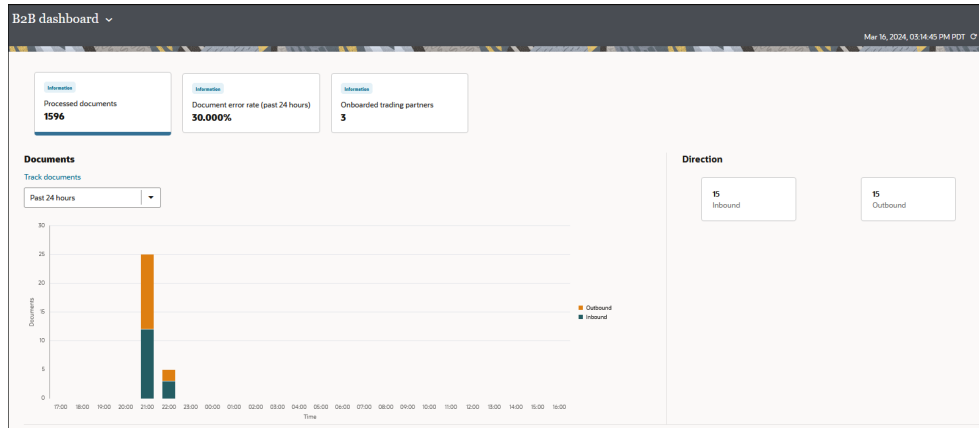 B2B dashboard
Mar 16, 2024, 03:14:45 PM PDT
Information
Processed documents
1596
Information
Document error rate (past 24 hours)
30.000%
Information
Onboarded trading partners
3
Documents
Track documents
Past 24 hours
30
25
20
15
10
5
0
Documents
17:00 18:00 19:00 20:00 21:00 22:00 23:00 00:00 01:00 02:00 03:00 04:00 05:00 06:00 07:00 08:00 09:00 10:00 11:00 12:00 13:00 14:00 15:00 16:00
Time
Outbound
Inbound
Direction
15
Inbound
15
Outbound